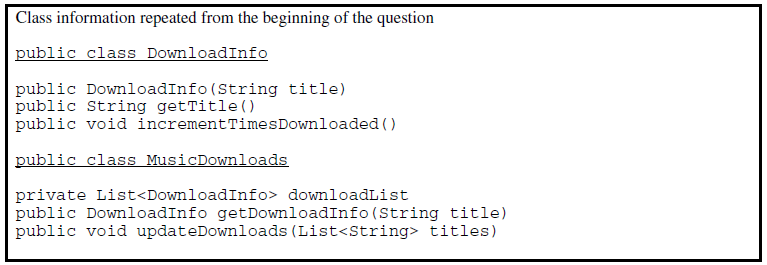 Class information repeated from the beginning of the question
public class DownloadInfo
public DownloadInfo(String title)
public String getTitle()
public void incrementTimesDownloaded()
public class MusicDownloads
private List<DownloadInfo> downloadList
public DownloadInfo getDownloadInfo(String title)
public void updateDownloads(List<String> titles)